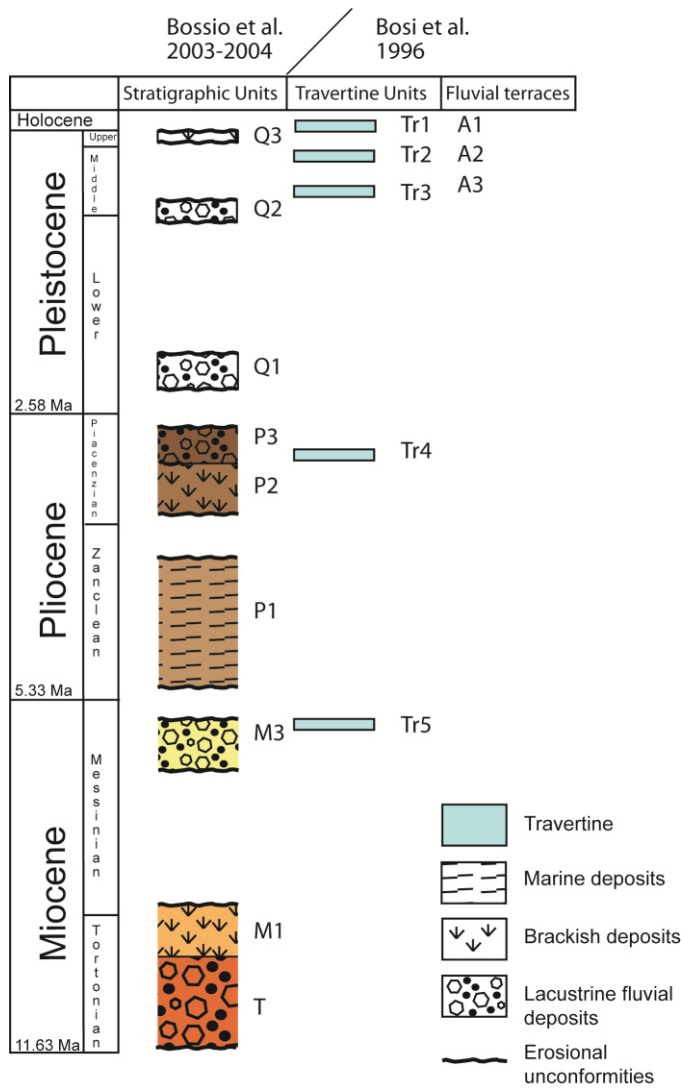 Bossio et al.
2003-2004
Bosi et al.
1996
Stratigraphic Units
Travertine Units
Fluvial terraces
Holocene
Pleistocene
Upper
Middle
Lower
2.58 Ma
Q3
Tr1
A1
Tr2
A2
Tr3
A3
Q2
Q1
Pliocene
Piacenzian
Zanclean
5.33 Ma
P3
Tr4
P2
P1
Miocene
Messinian
Tortonian
11.63 Ma
M3
Tr5
M1
T
Travertine
Marine deposits
Brackish deposits
Lacustrine fluvial
deposits
Erosional
unconformities